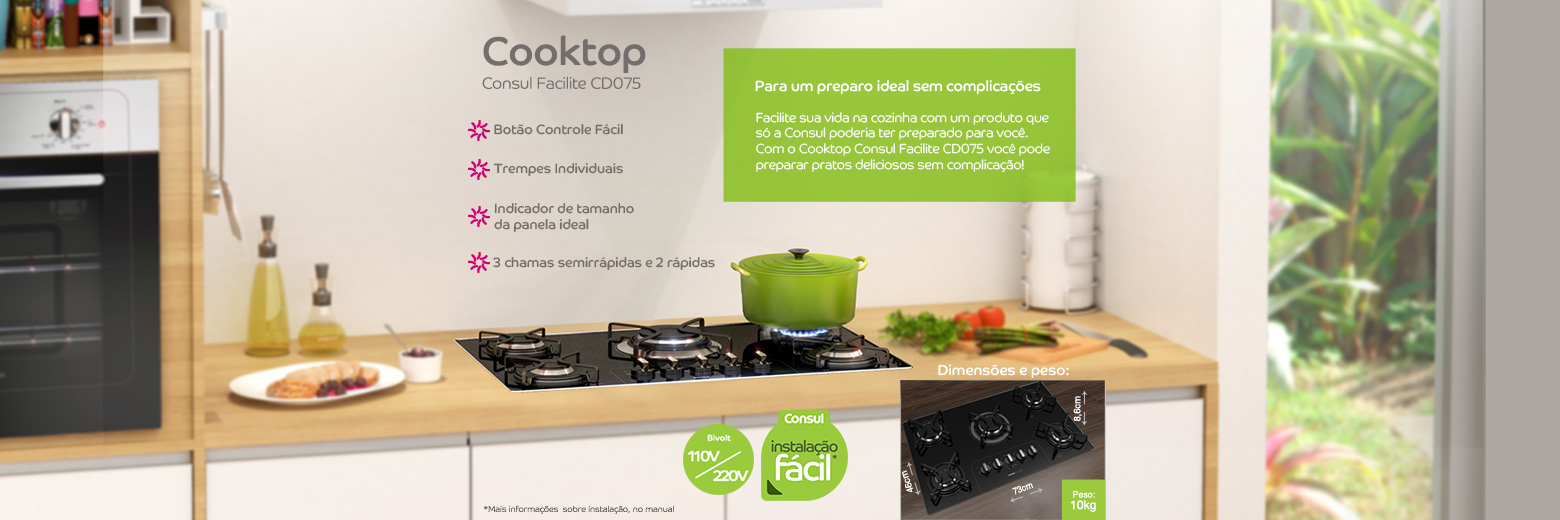 Cooktop
Consul Facilite CD075
Botão Controle Fácil
Trempes Individuais
Indicador de tamanho
da panela ideal
3 chamas semirrápidas e 2 rápidas
Para um preparo ideal sem complicações
Facilite sua vida na cozinha com um produto que
só a Consul poderia ter preparado para você.
Com o Cooktop Consul Facilite CD075 você pode
preparar pratos deliciosos sem complicação!
Bivolt
110V
220V
Consul
instalação*
fácil
*Mais informações sobre instalação, no manual
Dimensões e peso:
8,6cm
46cm
73cm
Peso:
10kg